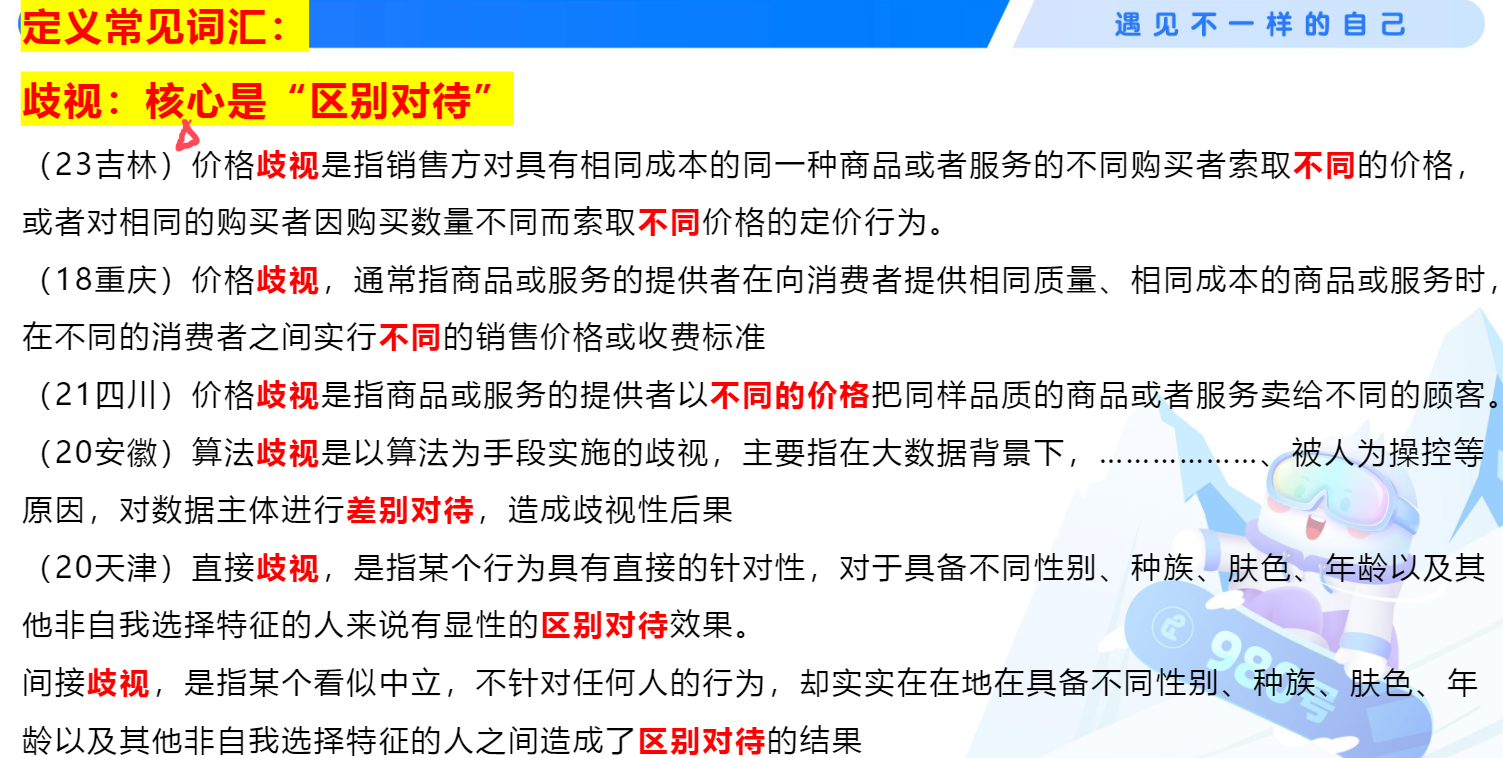 定义常见词汇：
遇见不一样的自己
歧视：核心是“区别对待”
（23吉林）价格歧视是指销售方对具有相同成本的同一种商品或者服务的不同购买者索取不同的价格，
或者对相同的购买者因购买数量不同而索取不同价格的定价行为。
（18重庆）价格歧视，通常指商品或服务的提供者在向消费者提供相同质量、相同成本的商品或服务时，
在不同的消费者之间实行不同的销售价格或收费标准
（21四川）价格歧视是指商品或服务的提供者以不同的价格把同样品质的商品或者服务卖给不同的顾客。
（20安徽）算法歧视是以算法为手段实施的歧视，主要指在大数据背景下，………………、被人为操控等
原因，对数据主体进行差别对待，造成歧视性后果
（20天津）直接歧视，是指某个行为具有直接的针对性，对于具备不同性别、种族、肤色、年龄以及其
他非自我选择特征的人来说有显性的区别对待效果。
间接歧视，是指某个看似中立，不针对任何人的行为，却实实在在地在具备不同性别、种族、肤色、年
龄以及其他非自我选择特征的人之间造成了区别对待的结果
980号